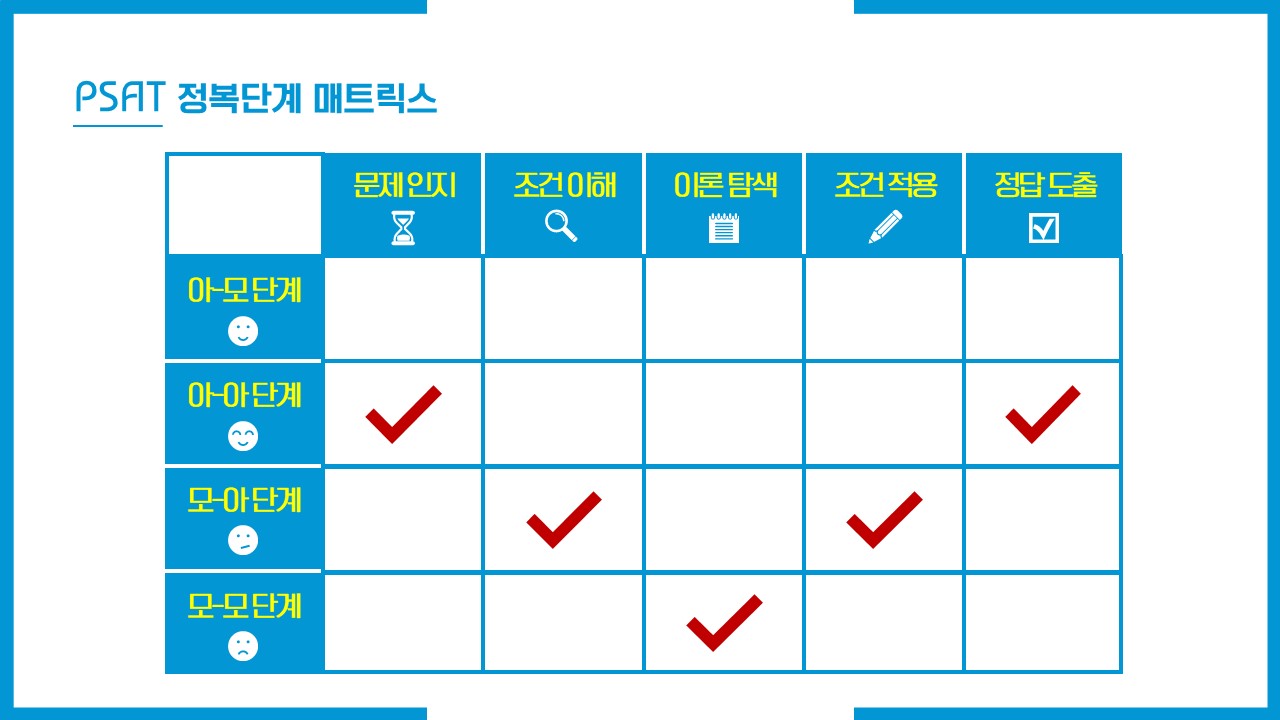 PSAT 정복단계 매트릭스
문제 인지 조건 이해 이론 탐색 조건 적용 정답 도출
아-모 단계
아-아 단계
모-아 단계
모-모 단계